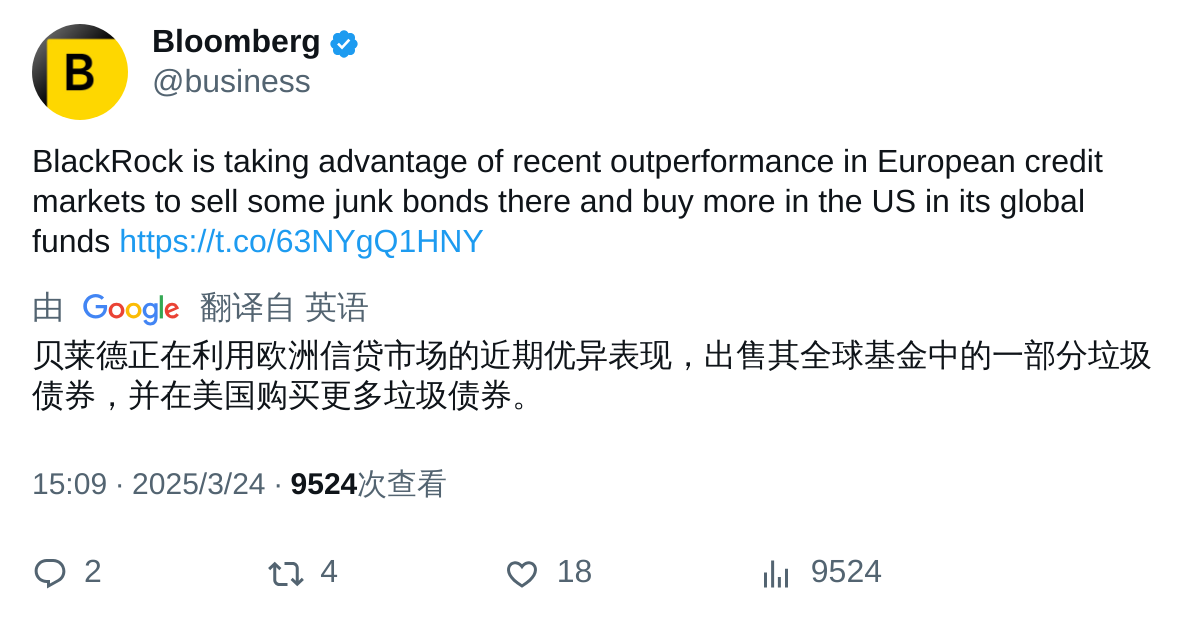 B
Bloomberg
@business
BlackRock is taking advantage of recent outperformance in European credit
markets to sell some junk bonds there and buy more in the US in its global
funds https://t.co/63NYgQ1HNY
由 Google 翻译自 英语
贝莱德正在利用欧洲信贷市场的近期优异表现，出售其全球基金中的一部分垃圾
债券，并在美国购买更多垃圾债券。
15:09 · 2025/3/24 · 9524次查看
2 4 18 9524